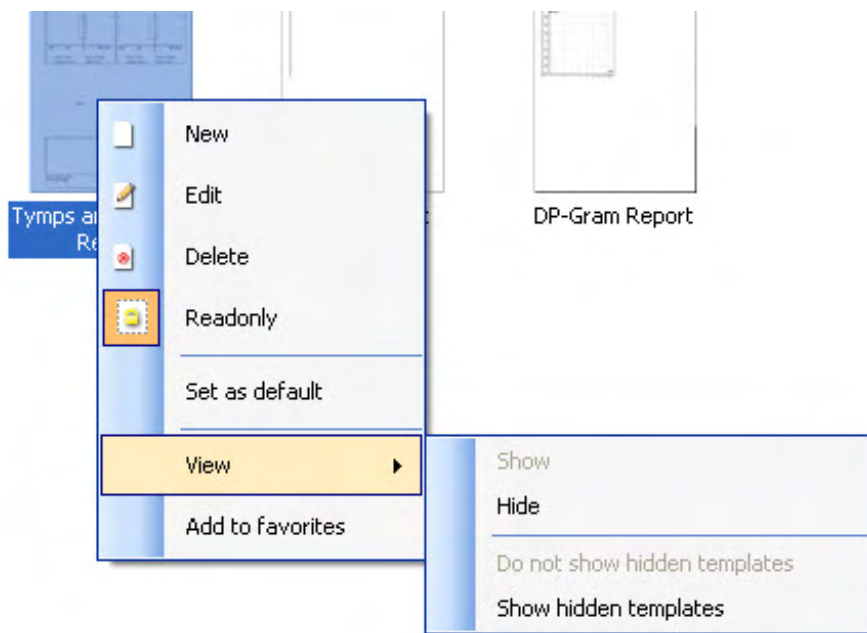 Tymps a
Re
DP-Gram Report
New
Edit
Delete
Readonly
Set as default
View
Add to favorites
Show
Hide
Do not show hidden templates
Show hidden templates